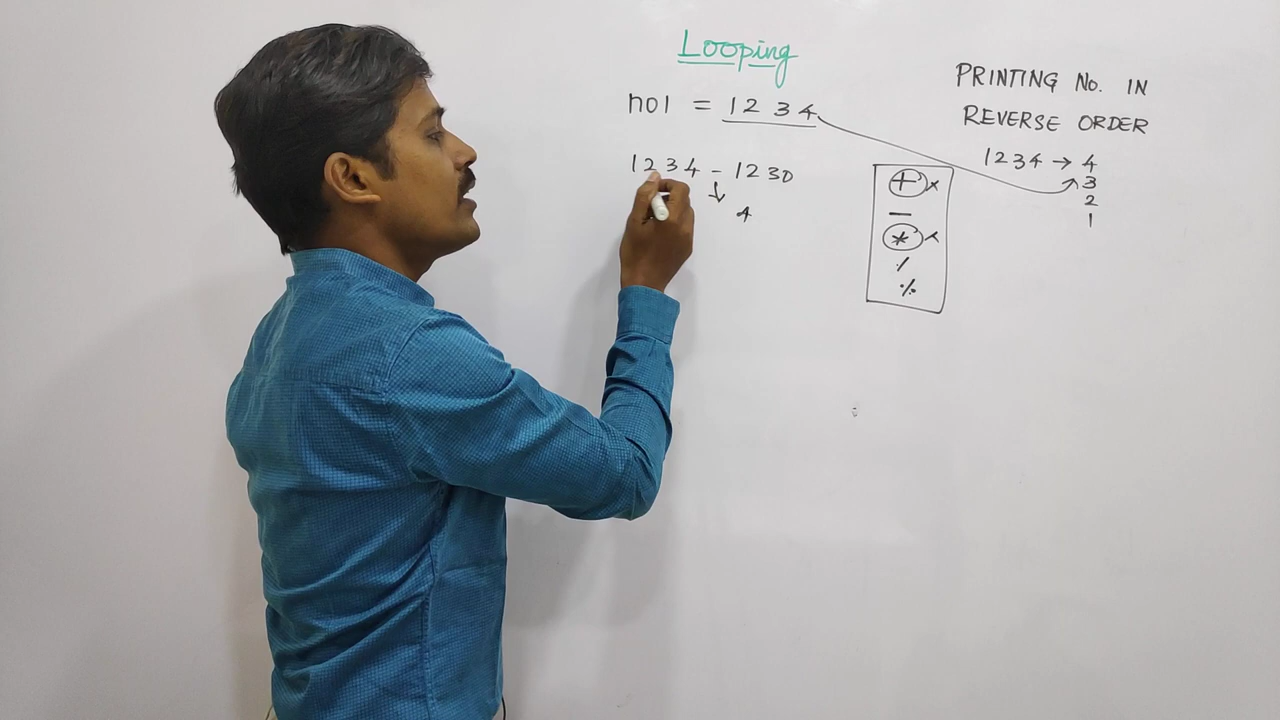 Looping
no1 = 1234
1234 - 1230
4
+ x
-
* x
/
%
PRINTING No. IN
REVERSE ORDER
1234 → 4
3
2
1